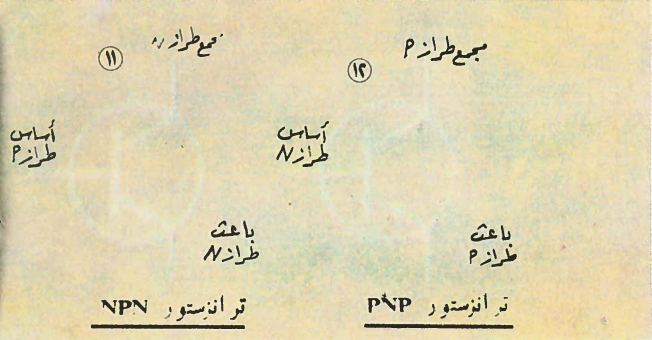 مجمع طراز N
١١
أساس
طراز P
باعث
طراز N
ترانزستور NPN
مجمع طراز P
١٢
أساس
طراز N
باعث
طراز P
ترانزستور PNP